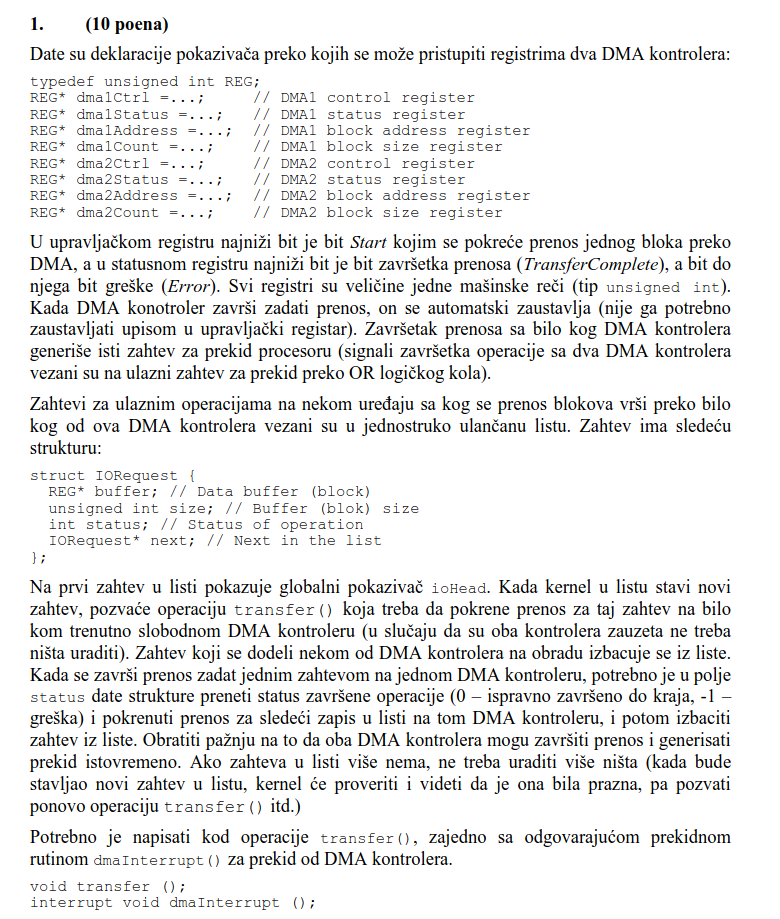 1. (10 poena)
Date su deklaracije pokazivača preko kojih se može pristupiti registrima dva DMA kontrolera:
typedef unsigned int REG;
REG* dma1Ctrl =...; // DMA1 control register
REG* dma1Status =...; // DMA1 status register
REG* dma1Address =...; // DMA1 block address register
REG* dma1Count =...; // DMA1 block size register
REG* dma2Ctrl =...; // DMA2 control register
REG* dma2Status =...; // DMA2 status register
REG* dma2Address =...; // DMA2 block address register
REG* dma2Count =...; // DMA2 block size register
U upravljačkom registru najniži bit je bit Start kojim se pokreće prenos jednog bloka preko
DMA, a u statusnom registru najniži bit je bit završetka prenosa (TransferComplete), a bit do
njega bit greške (Error). Svi registri su veličine jedne mašinske reči (tip unsigned int).
Kada DMA konotroler završi zadati prenos, on se automatski zaustavlja (nije ga potrebno
zaustavljati upisom u upravljački registar). Završetak prenosa sa bilo kog DMA kontrolera
generiše isti zahtev za prekid procesoru (signali završetka operacije sa dva DMA kontrolera
vezani su na ulazni zahtev za prekid preko OR logičkog kola).
Zahtevi za ulaznim operacijama na nekom uređaju sa kog se prenos blokova vrši preko bilo
kog od ova DMA kontrolera vezani su u jednostruko ulančanu listu. Zahtev ima sledeću
strukturu:
struct IORequest {
REG* buffer; // Data buffer (block)
unsigned int size; // Buffer (blok) size
int status; // Status of operation
IORequest* next; // Next in the list
};
Na prvi zahtev u listi pokazuje globalni pokazivač ioHead. Kada kernel u listu stavi novi
zahtev, pozvaće operaciju transfer() koja treba da pokrene prenos za taj zahtev na bilo
kom trenutno slobodnom DMA kontroleru (u slučaju da su oba kontrolera zauzeta ne treba
ništa uraditi). Zahtev koji se dodeli nekom od DMA kontrolera na obradu izbacuje se iz liste.
Kada se završi prenos zadat jednim zahtevom na jednom DMA kontroleru, potrebno je u polje
status date strukture preneti status završene operacije (0 – ispravno završeno do kraja, -1 –
greška) i pokrenuti prenos za sledeći zapis u listi na tom DMA kontroleru, i potom izbaciti
zahtev iz liste. Obratiti pažnju na to da oba DMA kontrolera mogu završiti prenos i generisati
prekid istovremeno. Ako zahteva u listi više nema, ne treba uraditi više ništa (kada bude
stavljao novi zahtev u listu, kernel će proveriti i videti da je ona bila prazna, pa pozvati
ponovo operaciju transfer() itd.)
Potrebno je napisati kod operacije transfer(), zajedno sa odgovarajućom prekidnom
rutinom dmaInterrupt() za prekid od DMA kontrolera.
void transfer ();
interrupt void dmaInterrupt ();